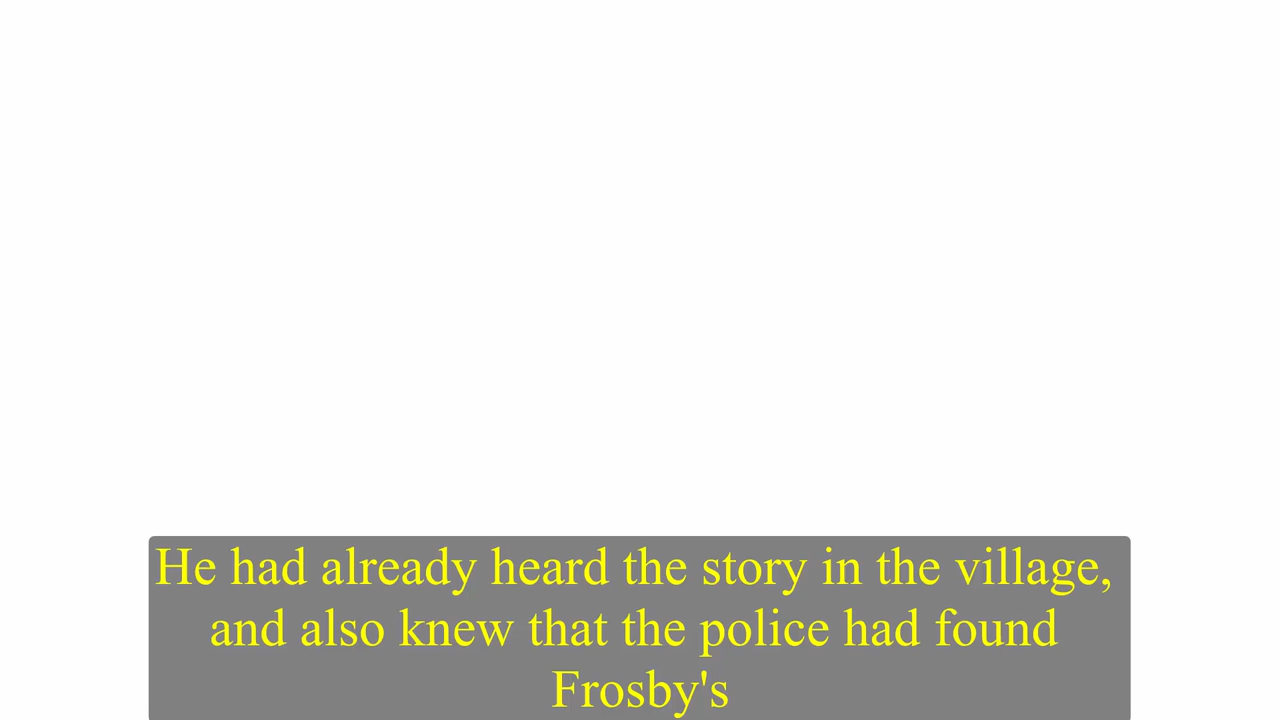 He had already heard the story in the village,
and also knew that the police had found
Frosby's